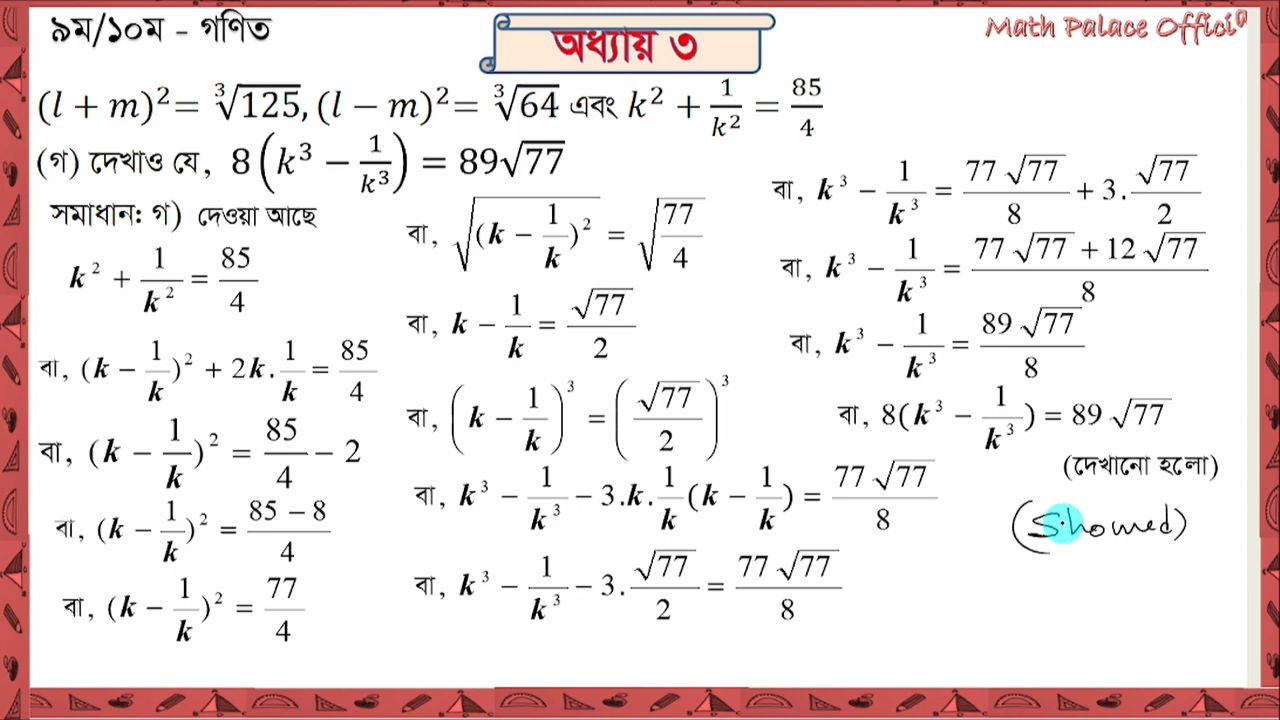 ৯ম/১০ম - গণিত
অধ্যায় ৩
Math Palace Offici
(l + m)² = ∛125, (l − m)² = ∛64 এবং k² + 1/k² = 85/4
(গ) দেখাও যে, 8(k³ − 1/k³) = 89√77
সমাধানঃ গ) দেওয়া আছে
k² + 1/k² = 85/4
বা, (k − 1/k)² + 2k.1/k = 85/4
বা, (k − 1/k)² = 85/4 − 2
বা, (k − 1/k)² = (85 − 8)/4
বা, (k − 1/k)² = 77/4
বা, √((k − 1/k)²) = √(77/4)
বা, k − 1/k = √77/2
বা, (k − 1/k)³ = (√77/2)³
বা, k³ − 1/k³ − 3.k.1/k(k − 1/k) = 77√77/8
বা, k³ − 1/k³ − 3.√77/2 = 77√77/8
বা, k³ − 1/k³ = 77√77/8 + 3.√77/2
বা, k³ − 1/k³ = (77√77 + 12√77)/8
বা, k³ − 1/k³ = 89√77/8
বা, 8(k³ − 1/k³) = 89√77
(দেখানো হলো)
(Showed)